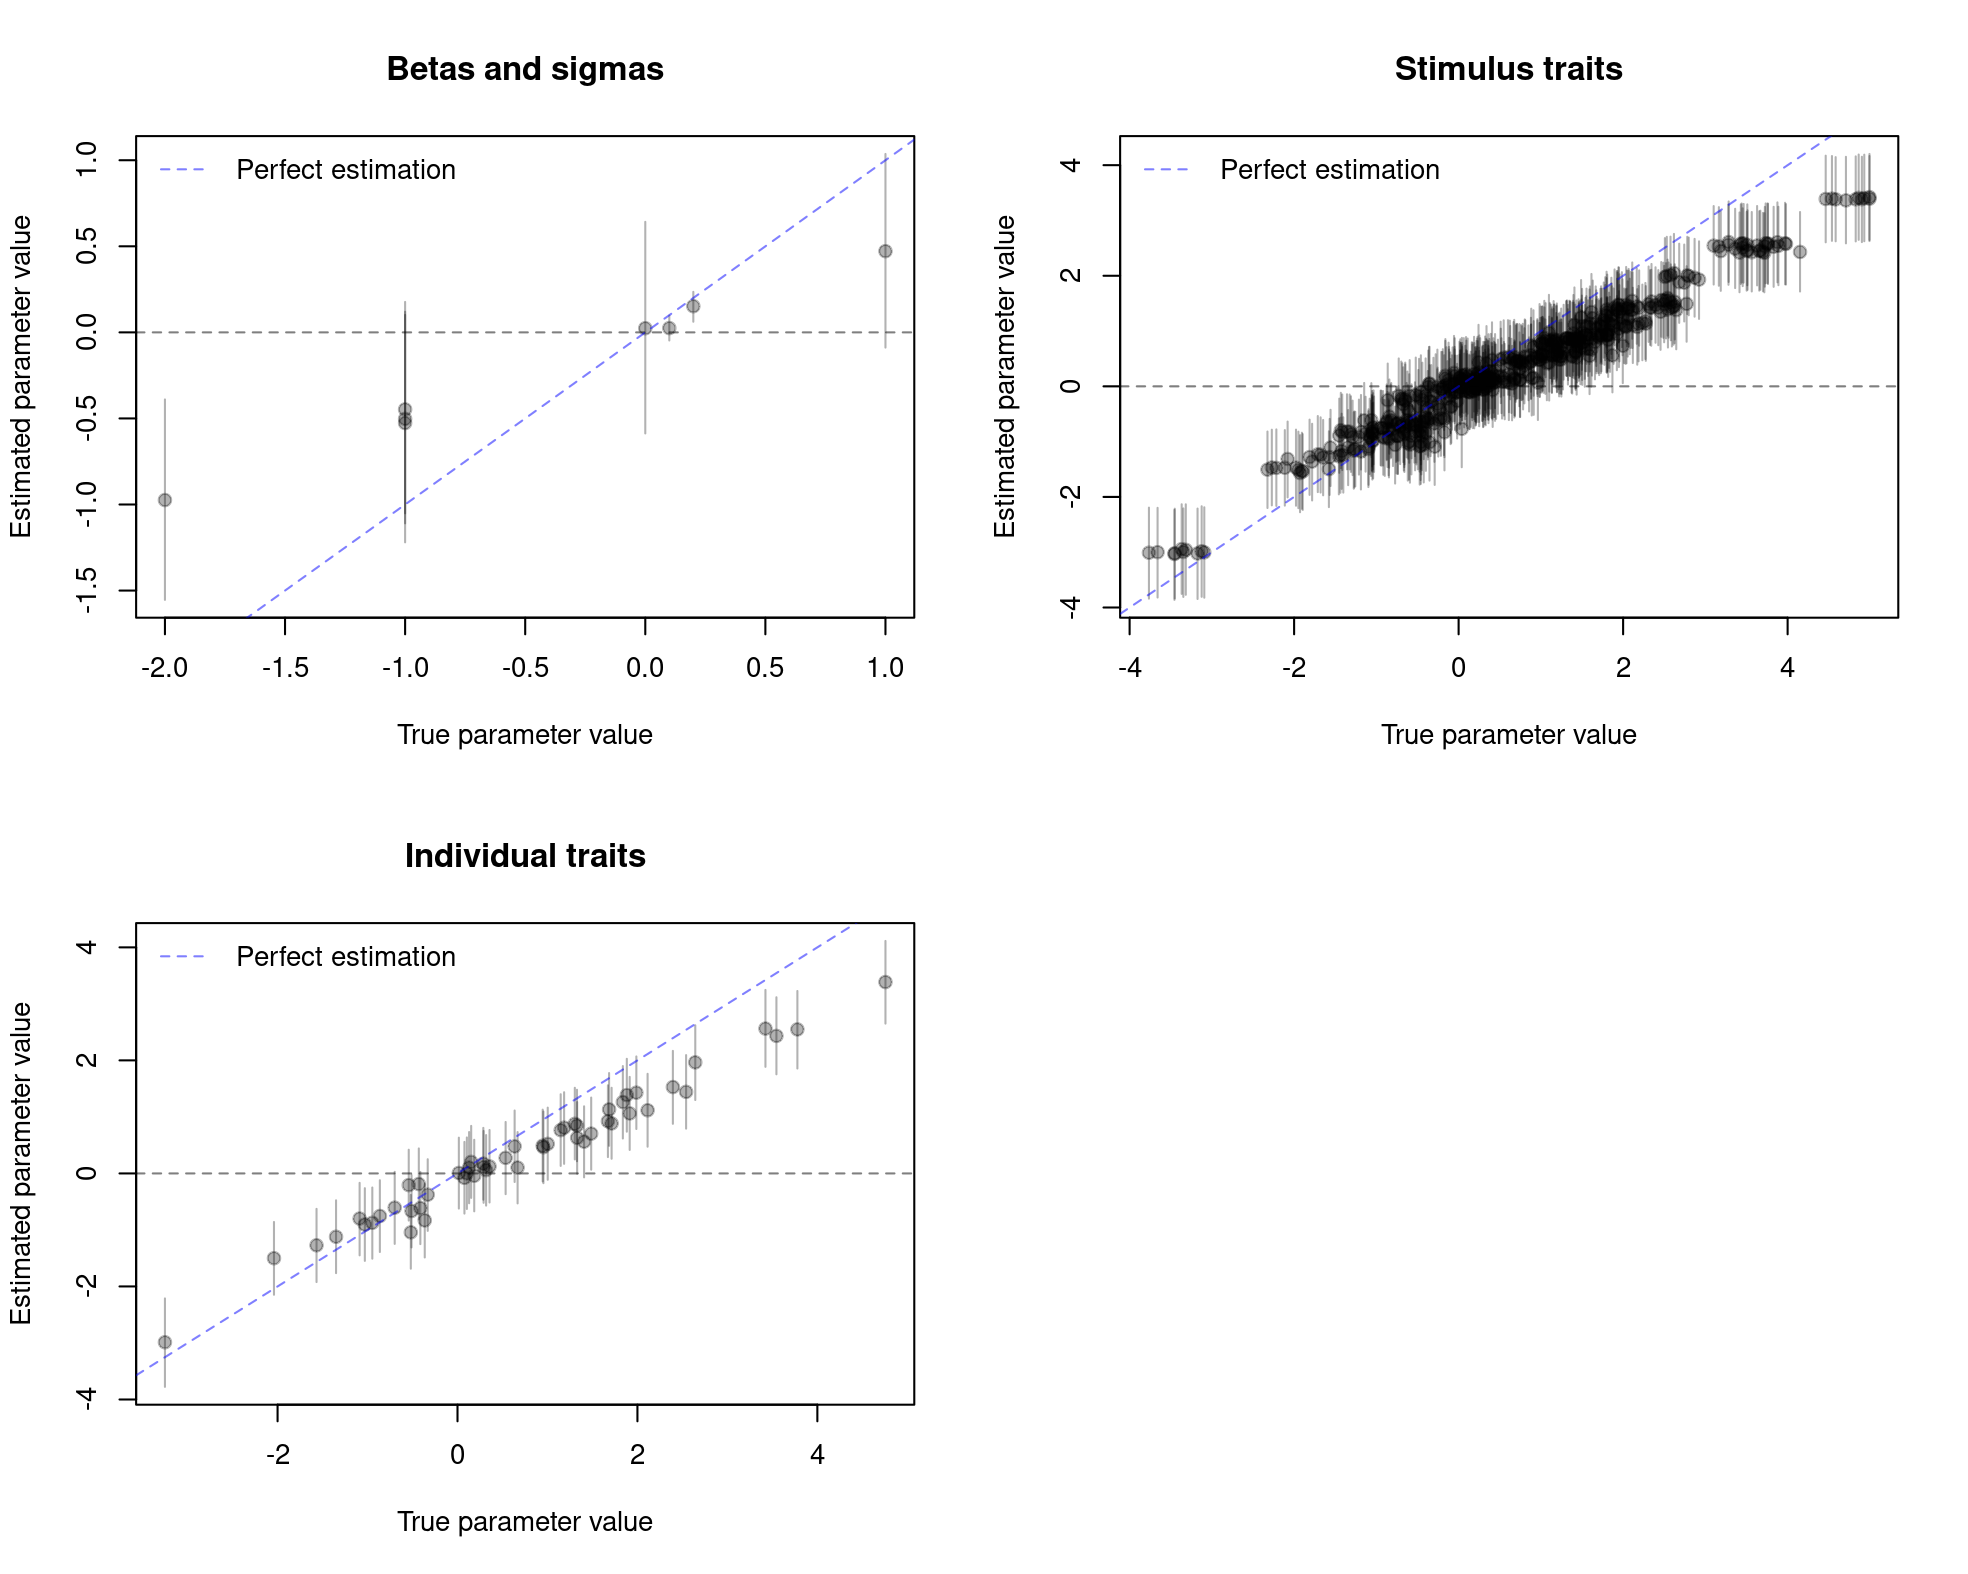 Betas and sigmas
Perfect estimation
Estimated parameter value
1.0
0.5
0.0
-0.5
-1.0
-1.5
-2.0 -1.5 -1.0 -0.5 0.0 0.5 1.0
True parameter value
Stimulus traits
Perfect estimation
Estimated parameter value
4
2
0
-2
-4
-4 -2 0 2 4
True parameter value
Individual traits
Perfect estimation
Estimated parameter value
4
2
0
-2
-4
-2 0 2 4
True parameter value